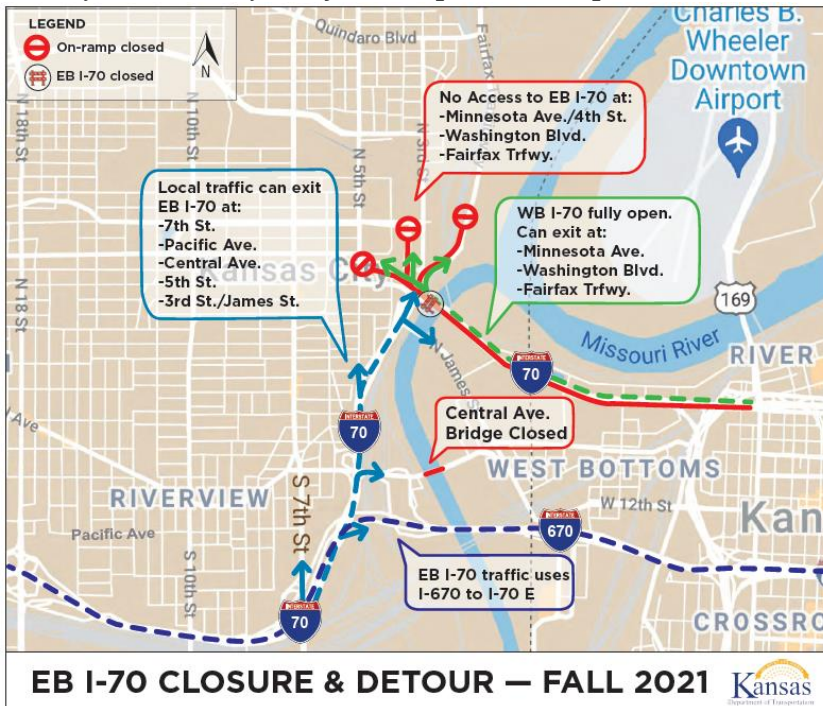 LEGEND
On-ramp closed
EB I-70 closed
N
Quindaro Blvd
Fairfax Tr
Charles B.
Wheeler
Downtown
Airport
N 18th St
N 10th St
N 5th St
N 3rd St
No Access to EB I-70 at:
-Minnesota Ave./4th St.
-Washington Blvd.
-Fairfax Trfwy.
Local traffic can exit
EB I-70 at:
-7th St.
-Pacific Ave.
-Central Ave.
-5th St.
-3rd St./James St.
WB I-70 fully open.
Can exit at:
-Minnesota Ave.
-Washington Blvd.
-Fairfax Trfwy.
Kansas City
169
N 18 St
Missouri River
RIVER
N James S
INTERSTATE
70
Central Ave.
Bridge Closed
INTERSTATE
70
Ave
WEST BOTTOMS
RIVERVIEW
S 7th ST
W 12th St
Kan
Pacific Ave
INTERSTATE
670
S 10th St
EB I-70 traffic uses
I-670 to I-70 E
INTERSTATE
70
CROSSRO
EB I-70 CLOSURE & DETOUR — FALL 2021
Kansas
Department of Transportation